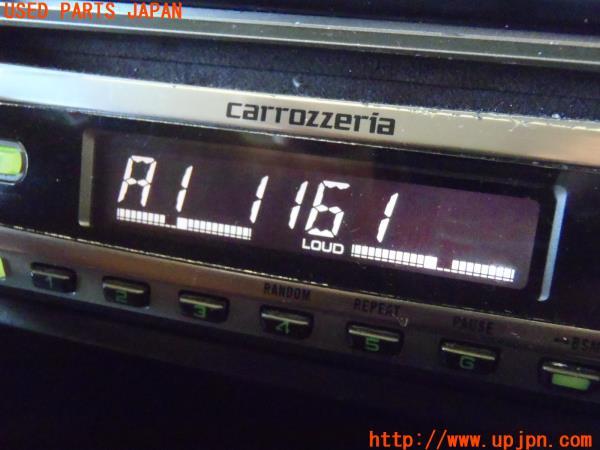 USED PARTS JAPAN
carrozzeria
A1 1161
LOUD
RANDOM
REPEAT
PAUSE
1 2 3 4 5 6
http://www.upjpn.com/